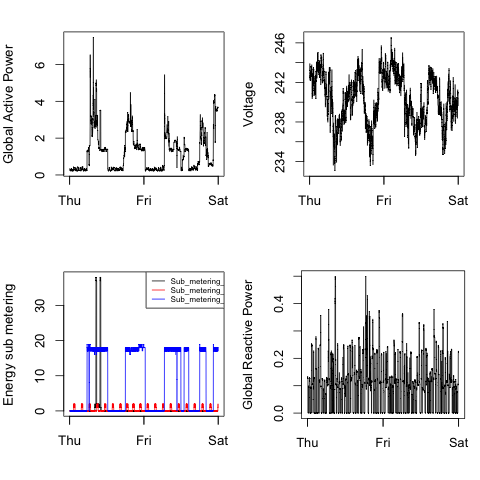 Global Active Power
6
4
2
0
Thu Fri Sat
Voltage
246
242
238
234
Thu Fri Sat
Energy sub metering
30
20
10
0
Sub_metering_
Sub_metering_
Sub_metering_
Thu Fri Sat
Global Reactive Power
0.4
0.2
0.0
Thu Fri Sat